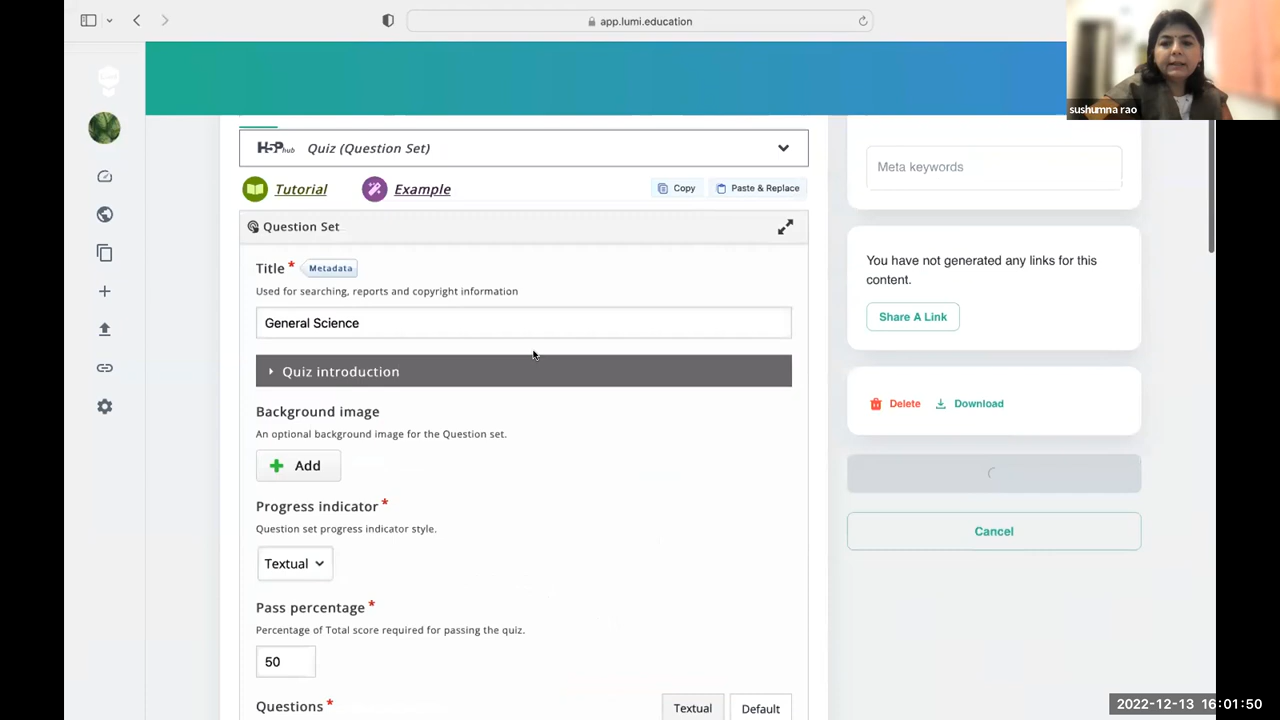 app.lumi.education
sushumna rao
H5P hub Quiz (Question Set)
Tutorial Example Copy Paste & Replace
Question Set
Title * Metadata
Used for searching, reports and copyright information
General Science
Quiz introduction
Background image
An optional background image for the Question set.
Add
Progress indicator *
Question set progress indicator style.
Textual
Pass percentage *
Percentage of Total score required for passing the quiz.
50
Questions * Textual Default
Meta keywords
You have not generated any links for this
content.
Share A Link
Delete Download
Cancel
2022-12-13 16:01:50